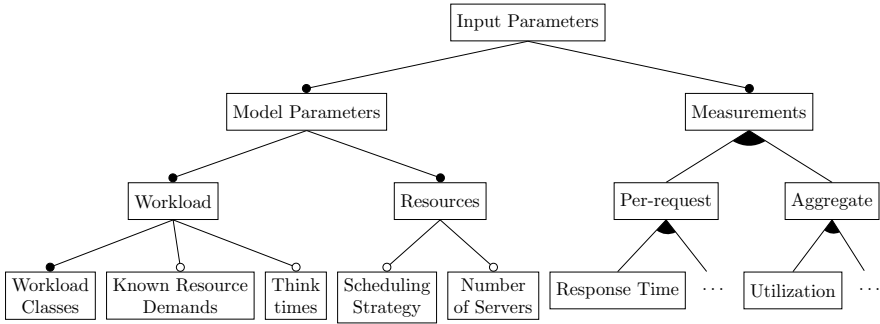 Input Parameters
Model Parameters
Measurements
Workload
Resources
Per-request
Aggregate
Workload
Classes
Known Resource
Demands
Think
times
Scheduling
Strategy
Number
of Servers
Response Time
...
Utilization
...